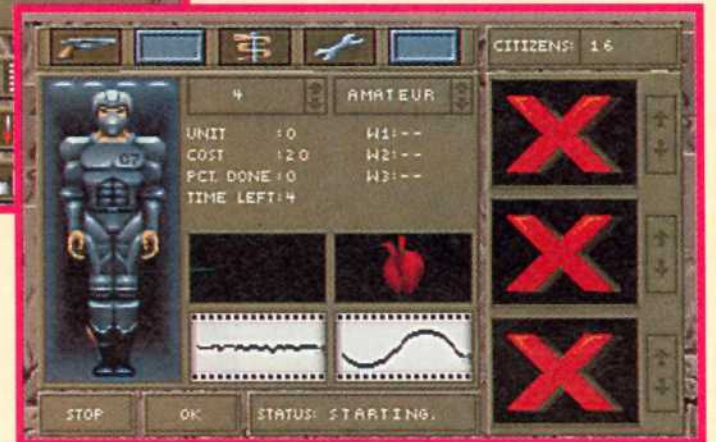 CITIZENS: 16
4
AMATEUR
UNIT :0
COST :20
PCT. DONE:0
TIME LEFT:4
W1:--
W2:--
W3:--
07
STOP
OK
STATUS: STARTING.